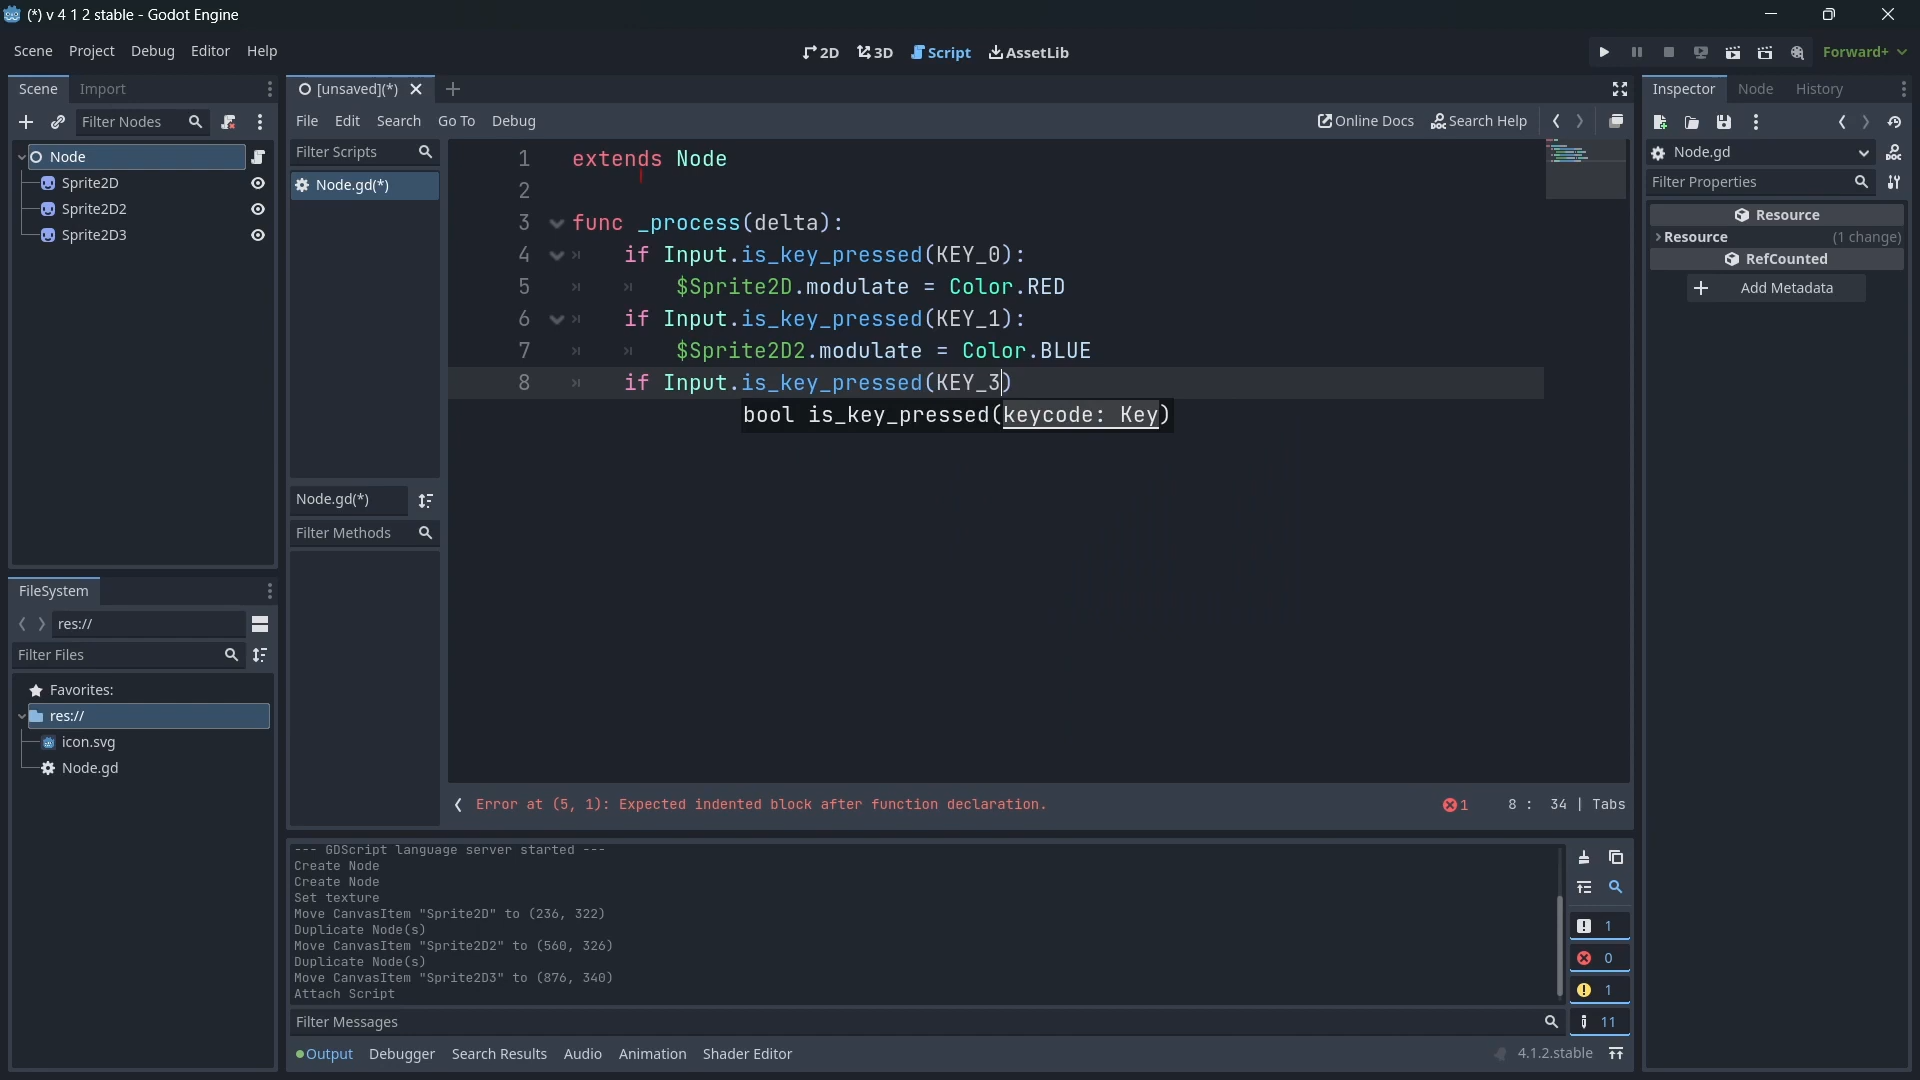 (*) v 4 1 2 stable - Godot Engine
Scene Project Debug Editor Help
2D 3D Script AssetLib
Forward+
Scene Import
Filter Nodes
Node
Sprite2D
Sprite2D2
Sprite2D3
FileSystem
res://
Filter Files
Favorites:
res://
icon.svg
Node.gd
[unsaved](*)
File Edit Search Go To Debug
Online Docs Search Help
Filter Scripts
Node.gd(*)
Node.gd(*)
Filter Methods
1 extends Node
2
3 func _process(delta):
4 if Input.is_key_pressed(KEY_0):
5 $Sprite2D.modulate = Color.RED
6 if Input.is_key_pressed(KEY_1):
7 $Sprite2D2.modulate = Color.BLUE
8 if Input.is_key_pressed(KEY_3)
bool is_key_pressed(keycode: Key)
Error at (5, 1): Expected indented block after function declaration.
1 8 : 34 | Tabs
--- GDScript language server started ---
Create Node
Create Node
Set texture
Move CanvasItem "Sprite2D" to (236, 322)
Duplicate Node(s)
Move CanvasItem "Sprite2D2" to (560, 326)
Duplicate Node(s)
Move CanvasItem "Sprite2D3" to (876, 340)
Attach Script
Filter Messages
1
0
1
11
Output Debugger Search Results Audio Animation Shader Editor
4.1.2.stable
Inspector Node History
Node.gd
Filter Properties
Resource
Resource (1 change)
RefCounted
Add Metadata